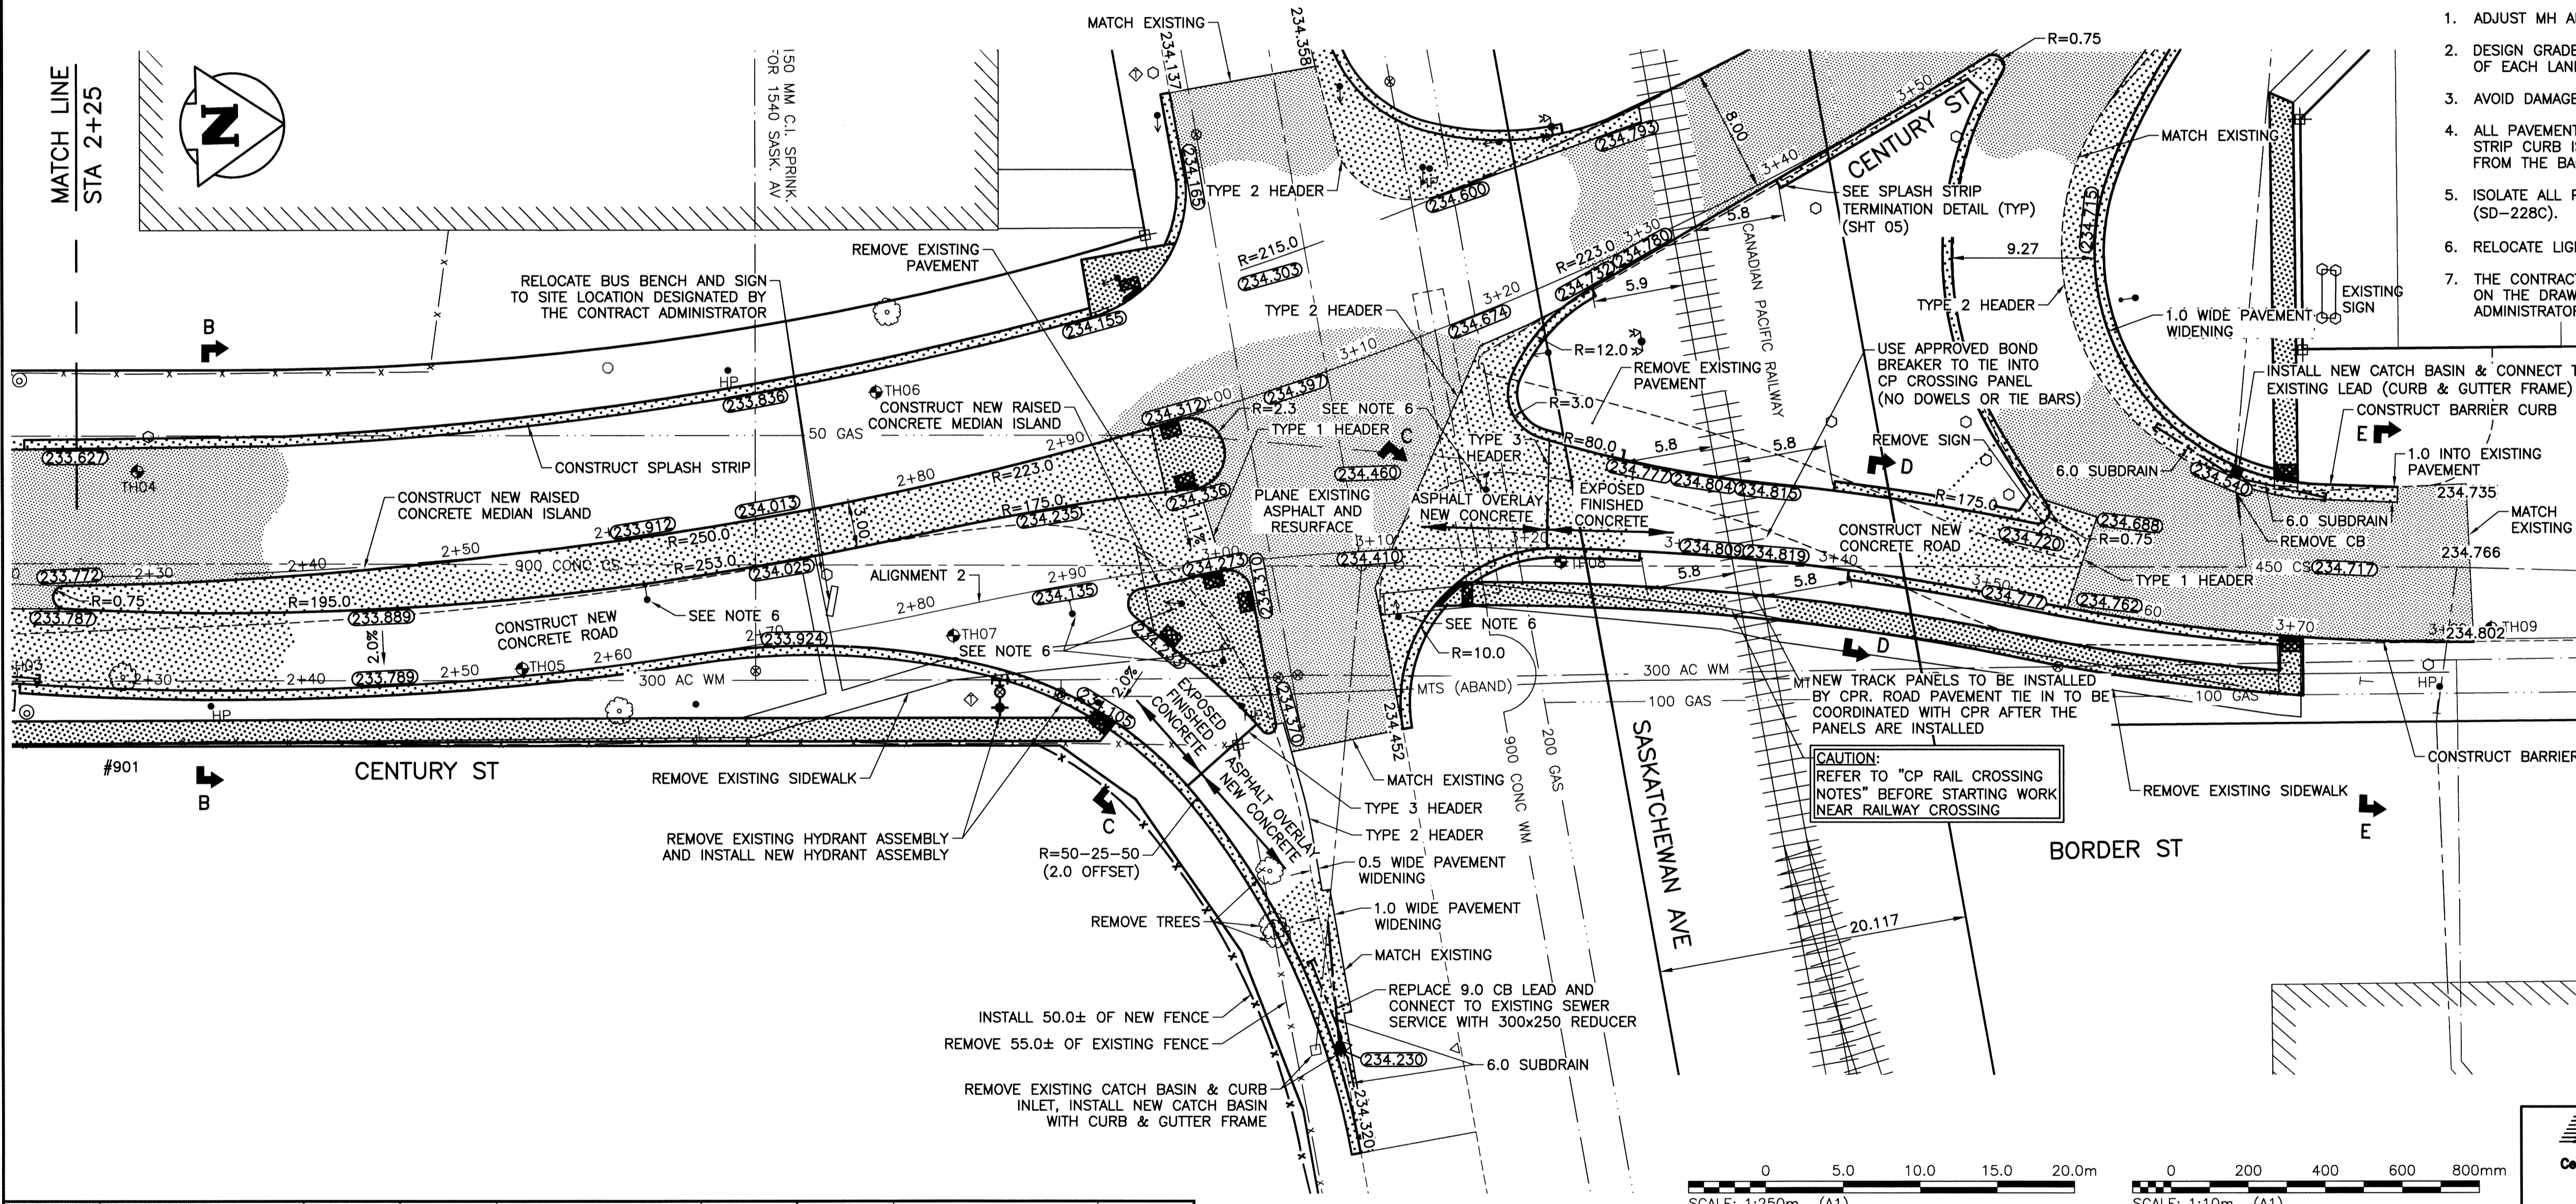 MATCH LINE
STA 2+25
N
150 MM C.I. SPRINK.
FOR 1540 SASK. AV
MATCH EXISTING
234.137
234.358
234.165
TYPE 2 HEADER
REMOVE EXISTING
PAVEMENT
RELOCATE BUS BENCH AND SIGN
TO SITE LOCATION DESIGNATED BY
THE CONTRACT ADMINISTRATOR
234.155
R=215.0
234.303
234.793
234.600
8.00
3+50
3+40
CENTURY ST
R=0.75
SEE SPLASH STRIP
TERMINATION DETAIL (TYP)
(SHT 05)
5.8
R=223.0
3+30
234.732
234.780
5.9
CANADIAN PACIFIC RAILWAY
9.27
MATCH EXISTING
234.715
TYPE 2 HEADER
1.0 WIDE PAVEMENT
WIDENING
EXISTING
SIGN
1. ADJUST MH A
2. DESIGN GRADE
OF EACH LAN
3. AVOID DAMAGE
4. ALL PAVEMENT
STRIP CURB IS
FROM THE BA
5. ISOLATE ALL
(SD-228C).
6. RELOCATE LIG
7. THE CONTRACT
ON THE DRAW
ADMINISTRATOR
INSTALL NEW CATCH BASIN & CONNECT T
EXISTING LEAD (CURB & GUTTER FRAME)
CONSTRUCT BARRIER CURB
E
1.0 INTO EXISTING
PAVEMENT
234.735
MATCH
EXISTING
234.766
B
HP
233.836
TH06
CONSTRUCT NEW RAISED
CONCRETE MEDIAN ISLAND
234.312
+00
234.397
3+10
234.674
3+20
TYPE 2 HEADER
R=12.0
REMOVE EXISTING
PAVEMENT
R=3.0
USE APPROVED BOND
BREAKER TO TIE INTO
CP CROSSING PANEL
(NO DOWELS OR TIE BARS)
R=2.3
SEE NOTE 6
TYPE 1 HEADER
C
234.460
TYPE 3
HEADER
R=80.0
5.8
5.8
REMOVE SIGN
D
6.0 SUBDRAIN
234.540
6.0 SUBDRAIN
REMOVE CB
50 GAS
233.627
TH04
CONSTRUCT SPLASH STRIP
CONSTRUCT NEW RAISED
CONCRETE MEDIAN ISLAND
2+90
2+80
R=223.0
234.336
R=175.0
234.235
234.013
3.00
233.912
R=250.0
2+50
2+40
PLANE EXISTING
ASPHALT AND
RESURFACE
ASPHALT OVERLAY
NEW CONCRETE
EXPOSED
FINISHED
CONCRETE
234.777
234.804
234.815
R=175.0
CONSTRUCT NEW
CONCRETE ROAD
234.720
234.688
R=0.75
TYPE 1 HEADER
450 CS
234.717
233.772
2+30
900 CONC CS
R=253.0
234.025
ALIGNMENT 2
2+90
2+80
234.135
3+00
234.273
234.310
3+10
234.410
3+20
TH08
234.809
234.819
3+40
5.8
5.8
3+50
234.777
234.762
60
3+70
234.802
TH09
R=0.75
R=195.0
233.787
233.889
2.0%
CONSTRUCT NEW
CONCRETE ROAD
SEE NOTE 6
2+70
233.924
TH07
SEE NOTE 6
SEE NOTE 6
R=10.0
D
TH03
2+30
2+40
233.789
2+50
TH05
2+60
300 AC WM
HP
234.105
2.0%
EXPOSED
FINISHED
CONCRETE
234.370
234.452
MTS (ABAND)
300 AC WM
100 GAS
100 GAS
HP
NEW TRACK PANELS TO BE INSTALLED
BY CPR. ROAD PAVEMENT TIE IN TO BE
COORDINATED WITH CPR AFTER THE
PANELS ARE INSTALLED
#901
B
CENTURY ST
REMOVE EXISTING SIDEWALK
C
ASPHALT OVERLAY
NEW CONCRETE
MATCH EXISTING
TYPE 3 HEADER
TYPE 2 HEADER
900 CONC WM
200 GAS
SASKATCHEWAN AVE
CAUTION:
REFER TO "CP RAIL CROSSING
NOTES" BEFORE STARTING WORK
NEAR RAILWAY CROSSING
CONSTRUCT BARRIER
REMOVE EXISTING SIDEWALK
E
BORDER ST
REMOVE EXISTING HYDRANT ASSEMBLY
AND INSTALL NEW HYDRANT ASSEMBLY
R=50-25-50
(2.0 OFFSET)
0.5 WIDE PAVEMENT
WIDENING
1.0 WIDE PAVEMENT
WIDENING
REMOVE TREES
MATCH EXISTING
20.117
REPLACE 9.0 CB LEAD AND
CONNECT TO EXISTING SEWER
SERVICE WITH 300x250 REDUCER
INSTALL 50.0± OF NEW FENCE
REMOVE 55.0± OF EXISTING FENCE
234.230
6.0 SUBDRAIN
REMOVE EXISTING CATCH BASIN & CURB
INLET, INSTALL NEW CATCH BASIN
WITH CURB & GUTTER FRAME
234.320
0 5.0 10.0 15.0 20.0m
SCALE: 1:250m (A1)
0 200 400 600 800mm
SCALE: 1:10m (A1)